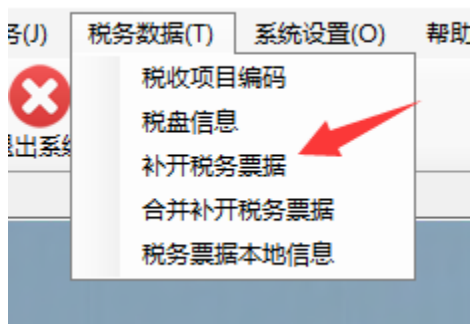 务(J) 税务数据(T) 系统设置(O) 帮助
税收项目编码
税盘信息
退出系统
补开税务票据
合并补开税务票据
税务票据本地信息